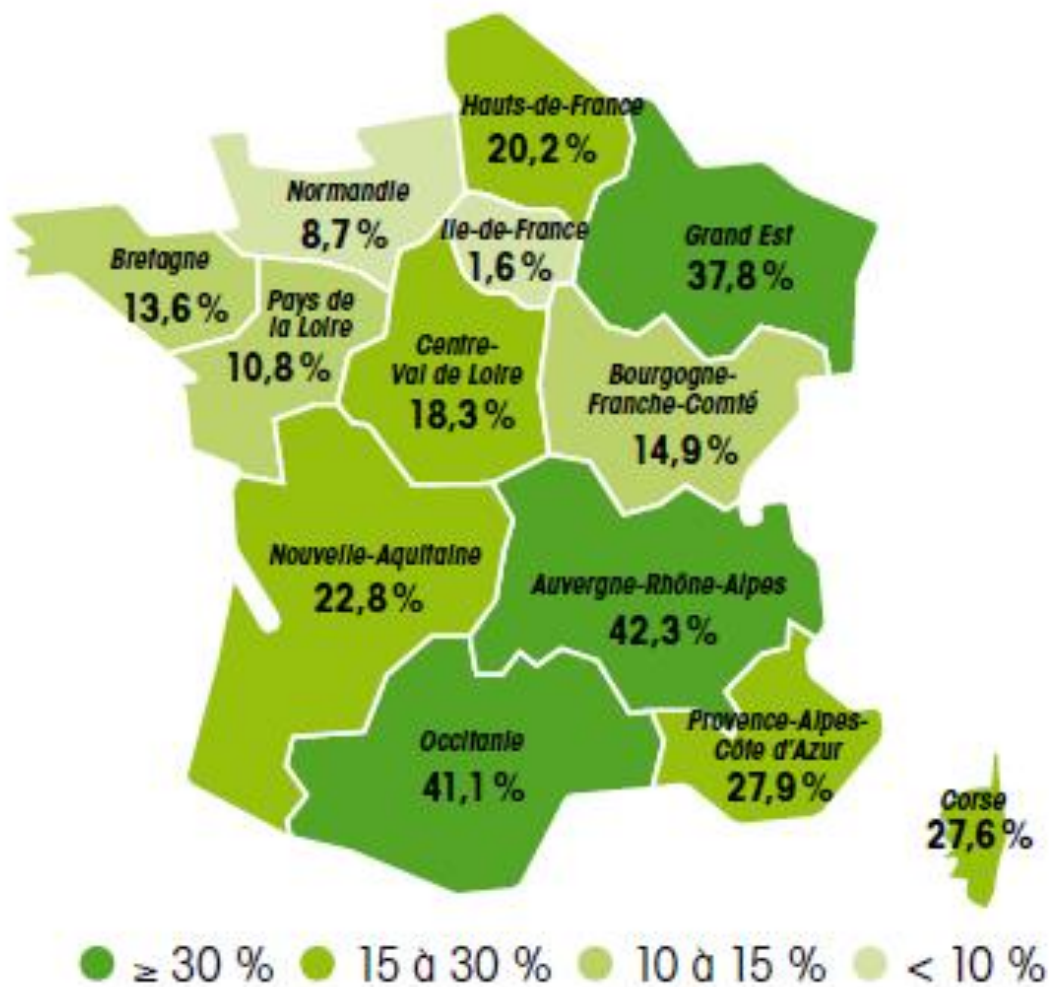 Hauts-de-France
20,2 %
Normandie
8,7 %
Ile-de-France
1,6 %
Grand Est
37,8 %
Bretagne
13,6 %
Pays de
la Loire
10,8 %
Centre-
Val de Loire
18,3 %
Bourgogne-
Franche-Comté
14,9 %
Nouvelle-Aquitaine
22,8 %
Auvergne-Rhône-Alpes
42,3 %
Occitanie
41,1 %
Provence-Alpes-
Côte d'Azur
27,9 %
Corse
27,6 %
≥ 30 % 15 à 30 % 10 à 15 % < 10 %